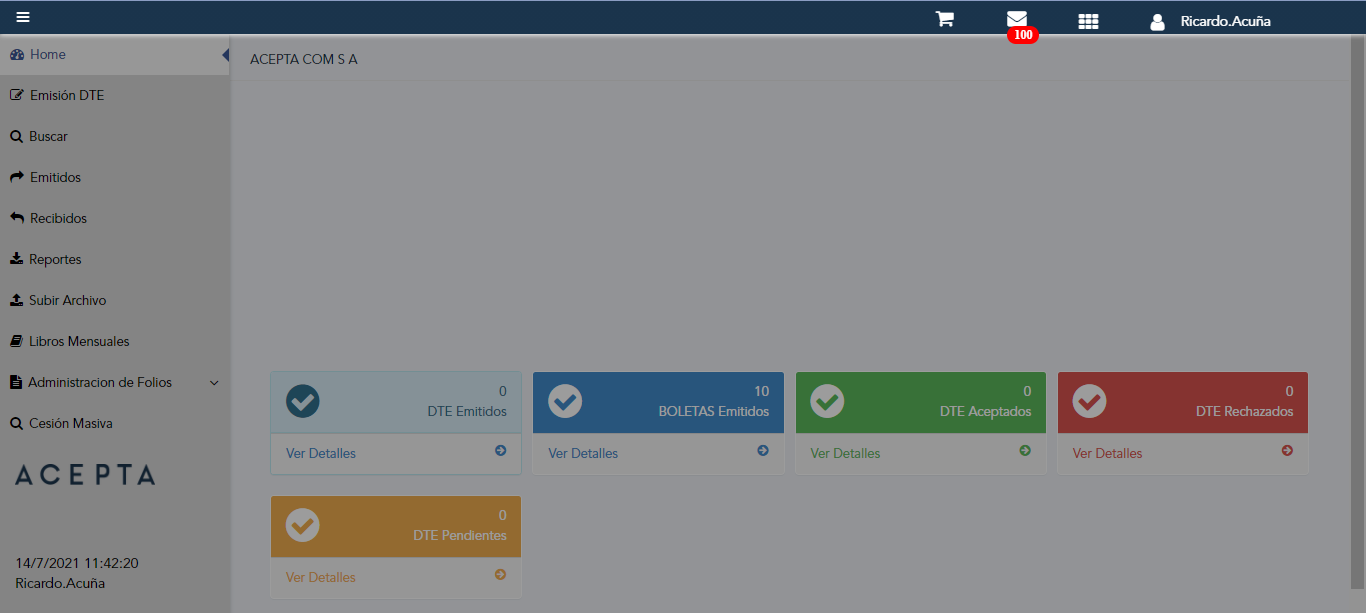 Ricardo.Acuña
100
Home
ACEPTA COM S A
Emisión DTE
Buscar
Emitidos
Recibidos
Reportes
Subir Archivo
Libros Mensuales
Administracion de Folios
Cesión Masiva
ACEPTA
14/7/2021 11:42:20
Ricardo.Acuña
0
DTE Emitidos
Ver Detalles
10
BOLETAS Emitidos
Ver Detalles
0
DTE Aceptados
Ver Detalles
0
DTE Rechazados
Ver Detalles
0
DTE Pendientes
Ver Detalles